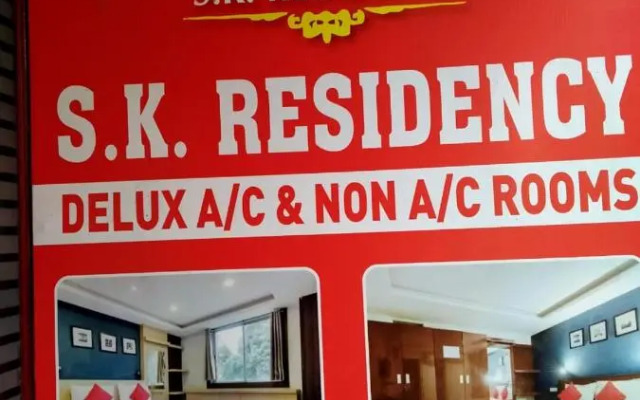 S.K. RESIDENCY
DELUX A/C & NON A/C ROOMS